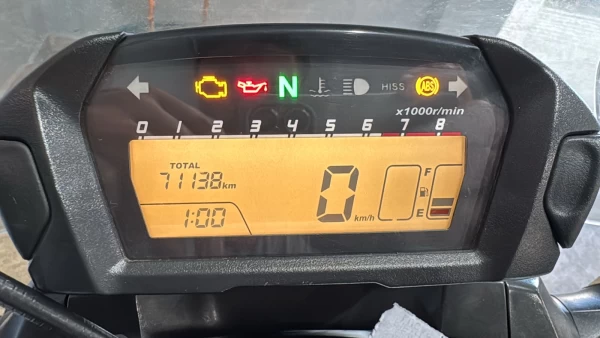 N HISS ABS
x1000r/min
0 1 2 3 4 5 6 7 8
TOTAL
71138km
1:00
0 km/h
F
E